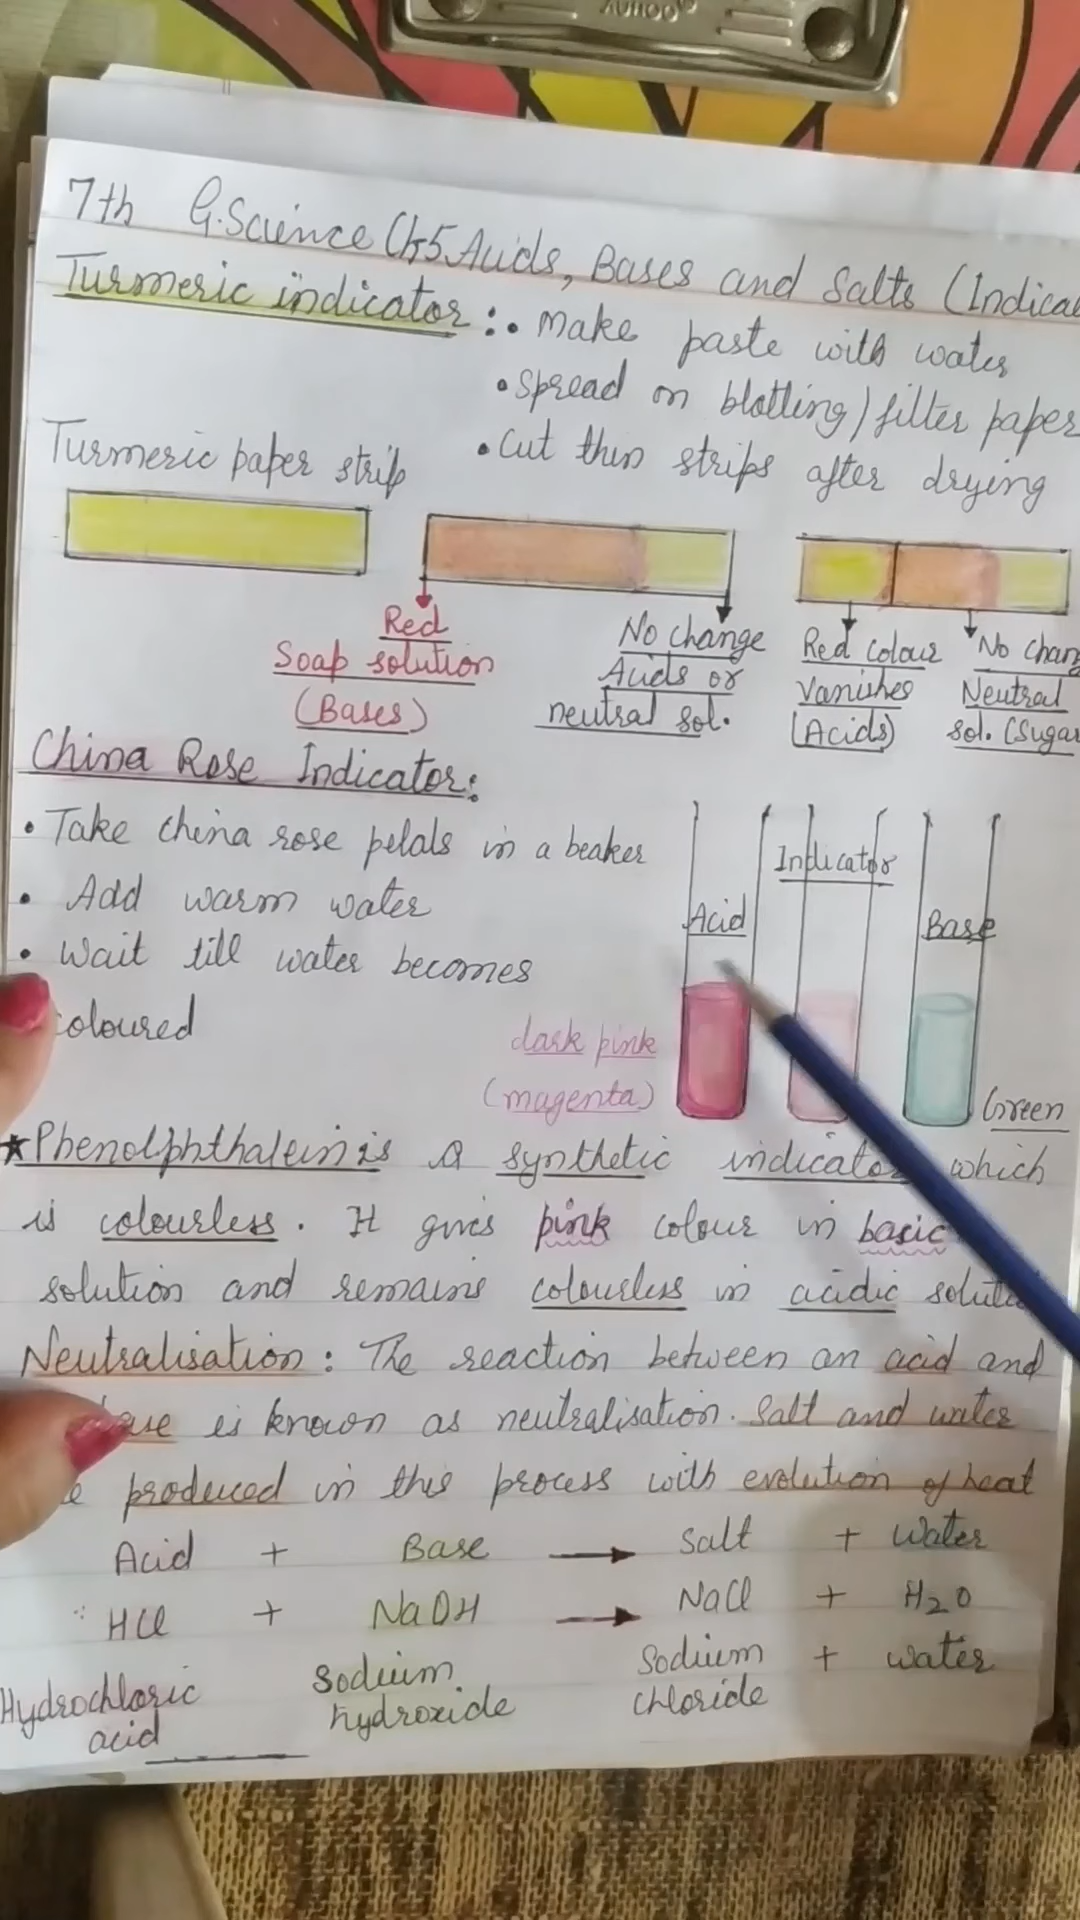 7th G.Science Ch5 Acids, Bases and Salts (Indica
Turmeric indicator :• make paste with water
• spread on blotting/filter paper
• cut thin strips after drying
Turmeric paper strip
Red
Soap solution
(Bases)
No change
Acids or
neutral sol.
Red colour
vanishes
(Acids)
No chan
Neutral
sol. (Sugar
China Rose Indicator:
• Take china rose petals in a beaker
• Add warm water
• Wait till water becomes
coloured
Acid
Indicator
Base
dark pink
(magenta)
Green
★Phenolphthalein is a synthetic indicator which
is colourless. It gives pink colour in basic
solution and remains colourless in acidic
Neutralisation : The reaction between an acid and
is known as neutralisation. Salt and water
produced in this process with evolution of heat
Acid + Base → Salt + Water
HCl + NaOH → NaCl + H2O
Hydrochloric acid Sodium hydroxide Sodium chloride + water